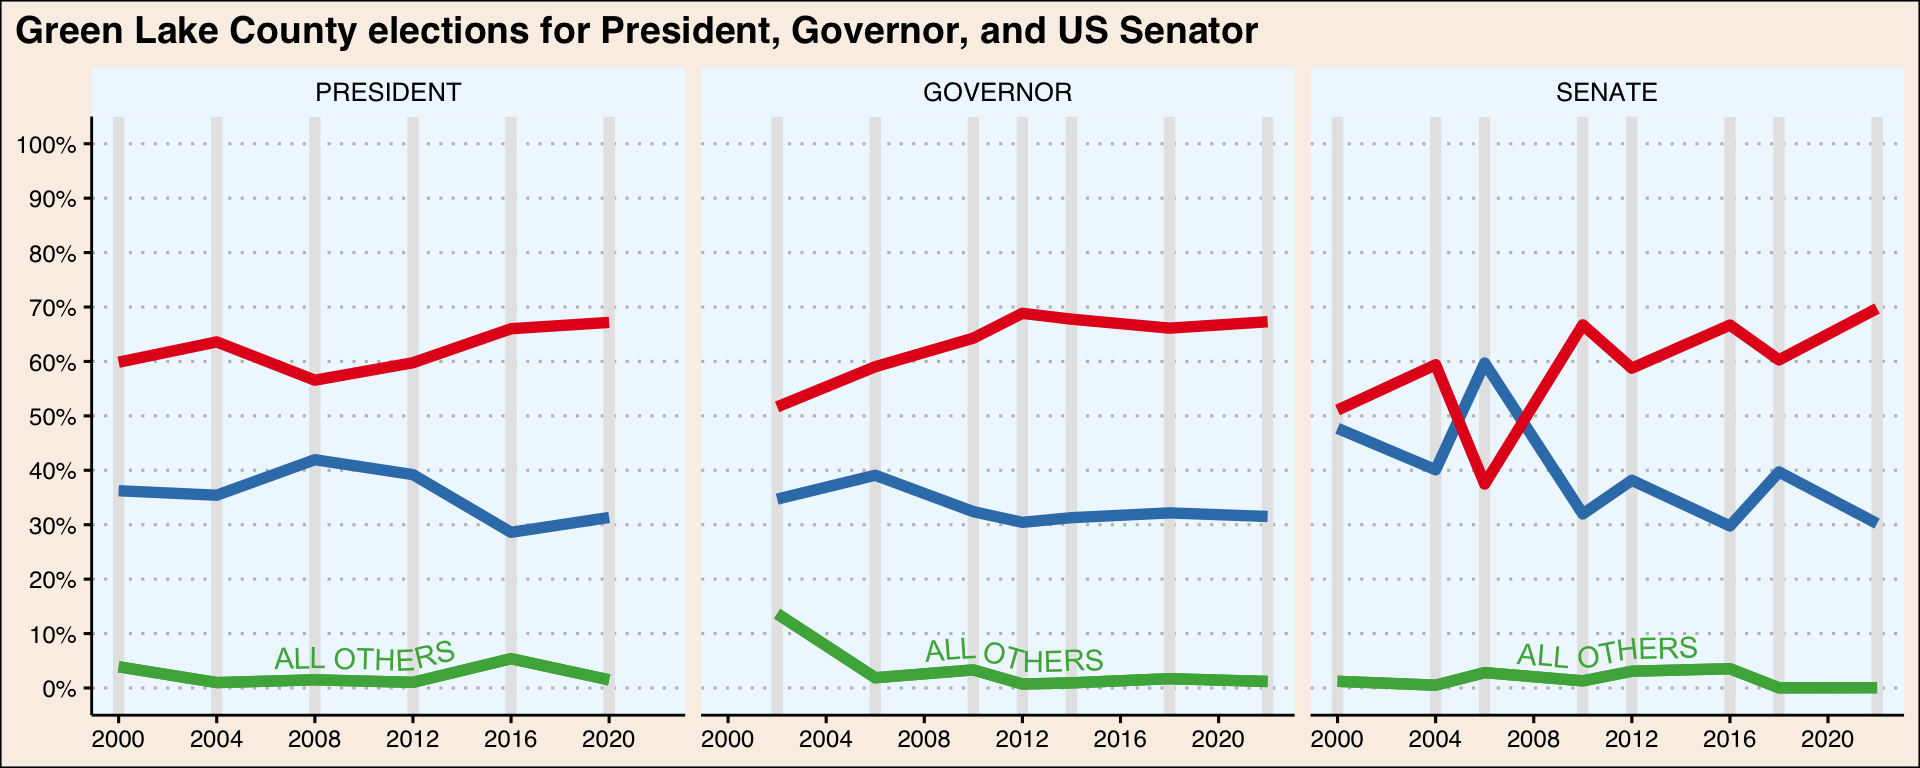 Green Lake County elections for President, Governor, and US Senator
PRESIDENT
GOVERNOR
SENATE
100%
90%
80%
70%
60%
50%
40%
30%
20%
10%
0%
ALL OTHERS
ALL OTHERS
ALL OTHERS
2000 2004 2008 2012 2016 2020
2000 2004 2008 2012 2016 2020
2000 2004 2008 2012 2016 2020